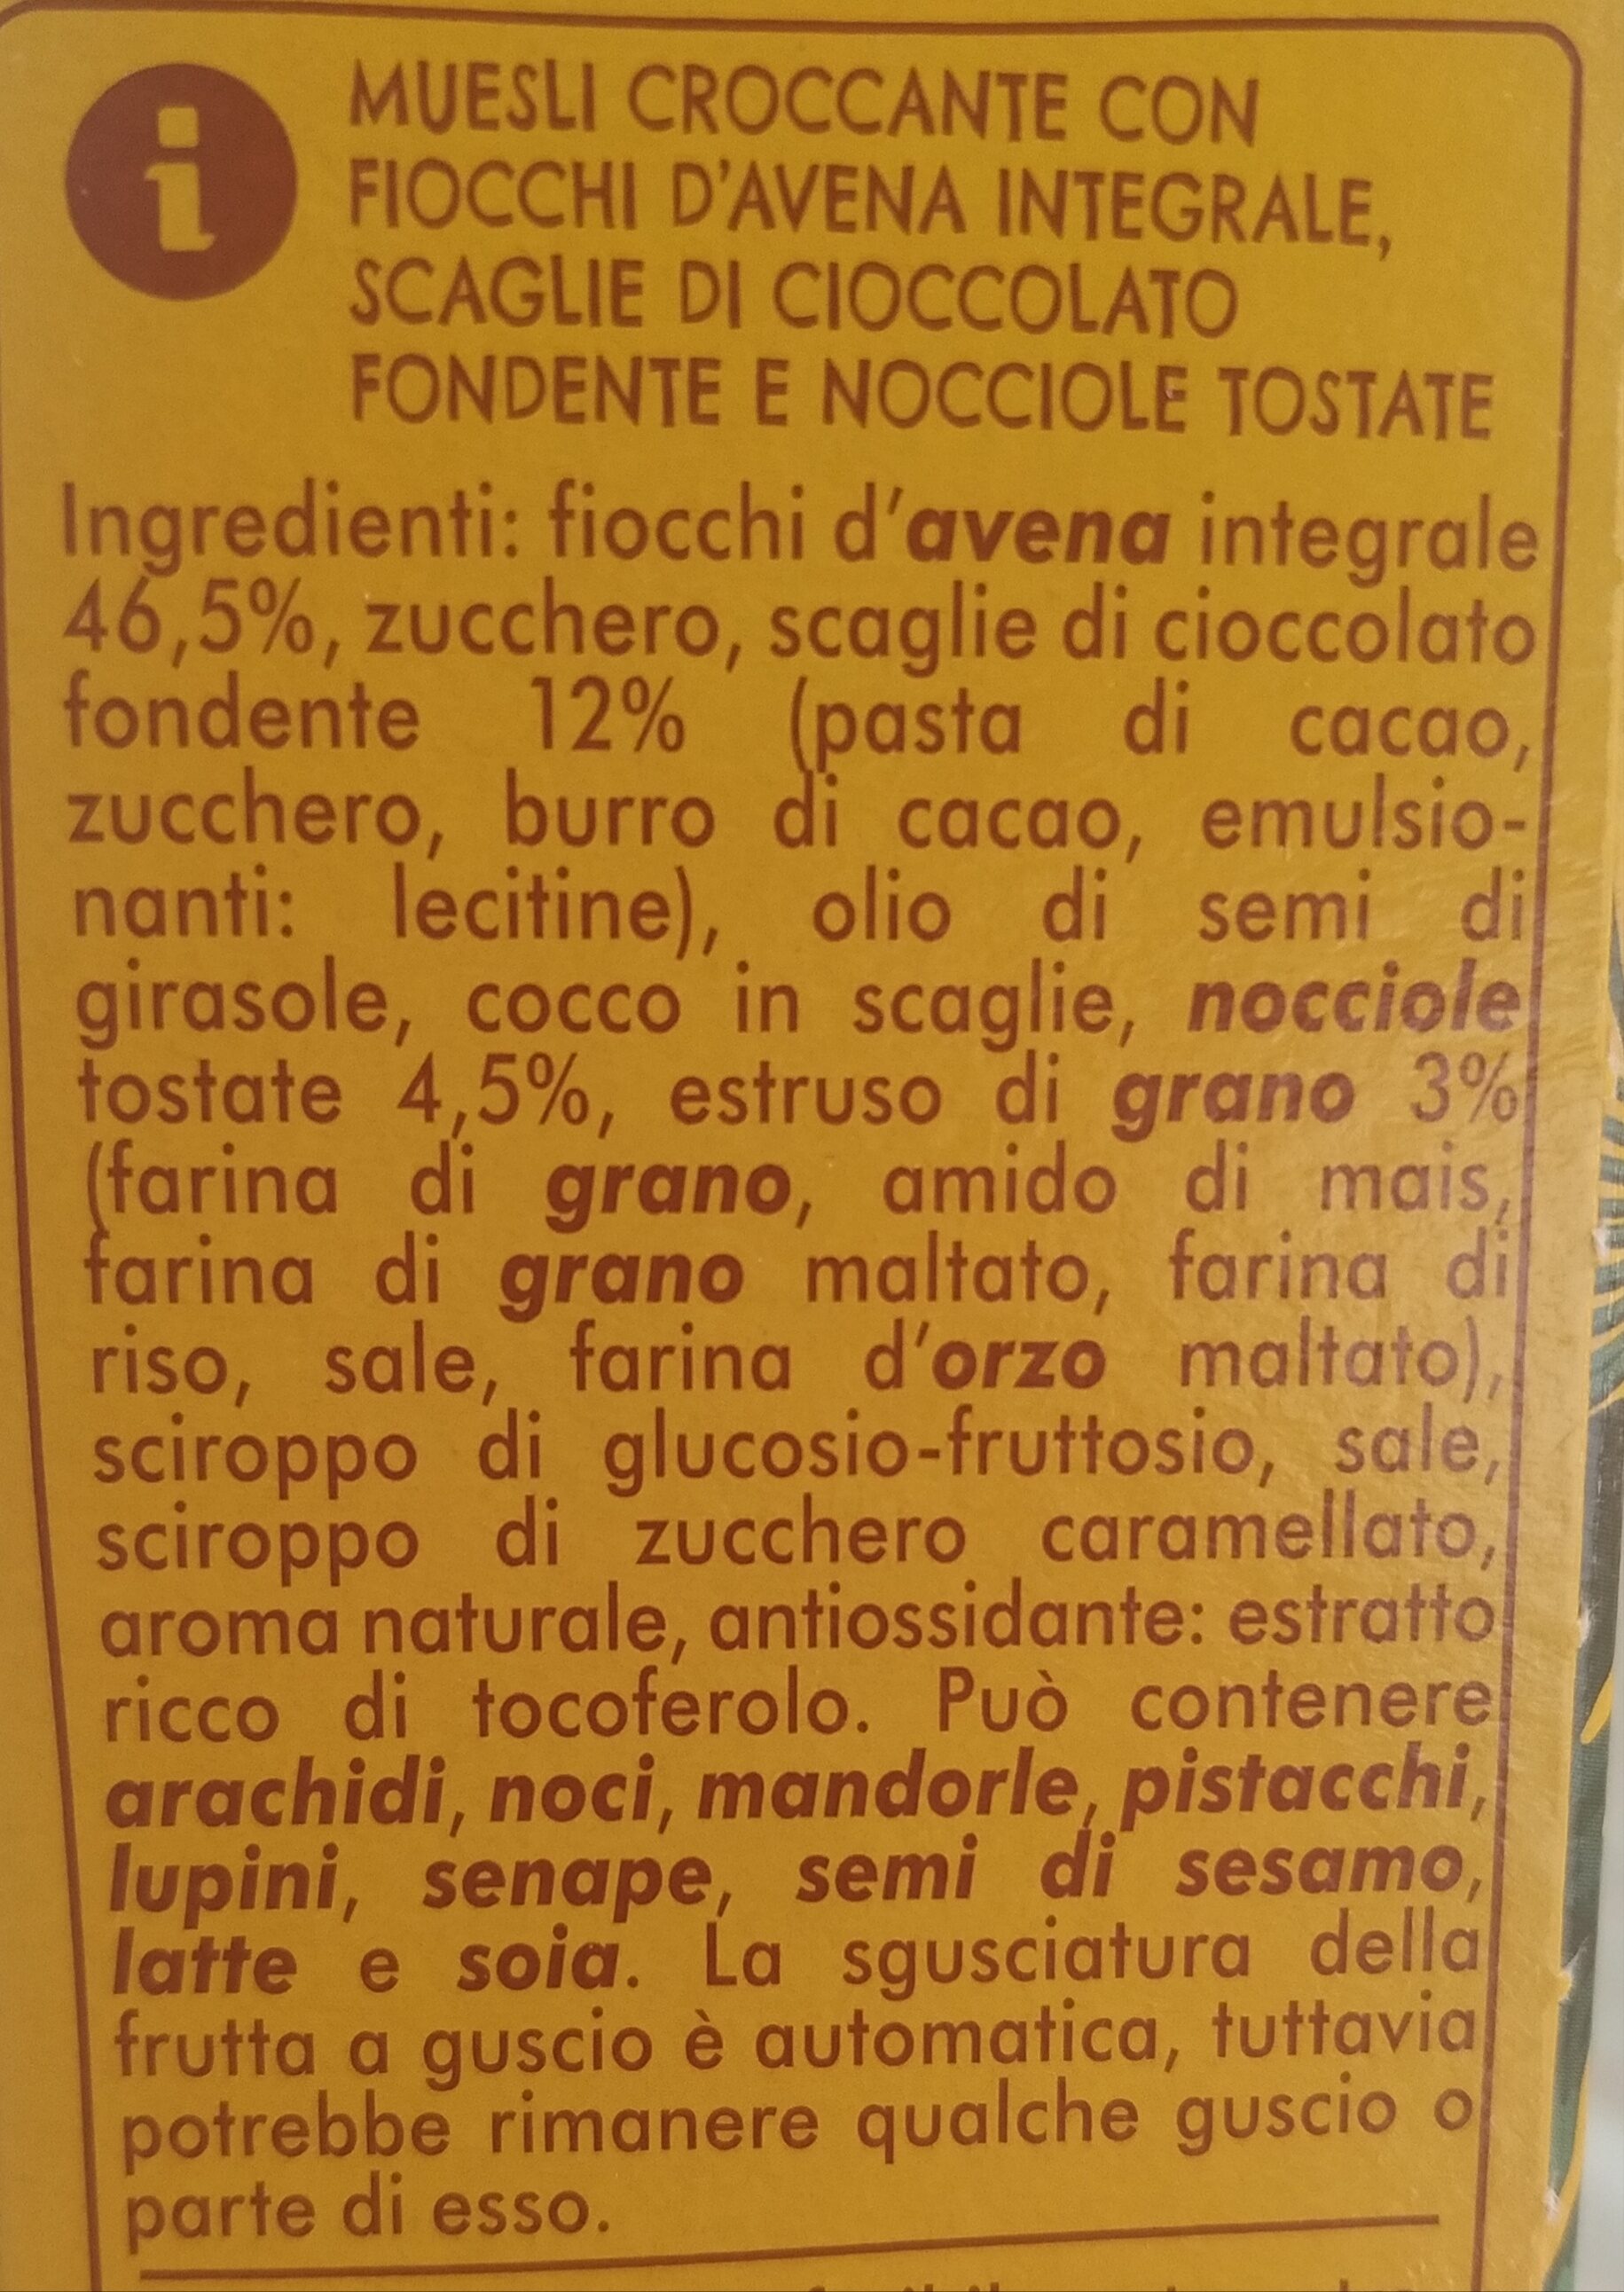 i
MUESLI CROCCANTE CON
FIOCCHI D'AVENA INTEGRALE,
SCAGLIE DI CIOCCOLATO
FONDENTE E NOCCIOLE TOSTATE
Ingredienti: fiocchi d'avena integrale
46,5%, zucchero, scaglie di cioccolato
fondente 12% (pasta di cacao,
zucchero, burro di cacao, emulsio-
nanti: lecitine), olio di semi di
girasole, cocco in scaglie, nocciole
tostate 4,5%, estruso di grano 3%
(farina di grano, amido di mais,
farina di grano maltato, farina di
riso, sale, farina d'orzo maltato),
sciroppo di glucosio-fruttosio, sale,
sciroppo di zucchero caramellato,
aroma naturale, antiossidante: estratto
ricco di tocoferolo. Può contenere
arachidi, noci, mandorle, pistacchi,
lupini, senape, semi di sesamo,
latte e soia. La sgusciatura della
frutta a guscio è automatica, tuttavia
potrebbe rimanere qualche guscio o
parte di esso.